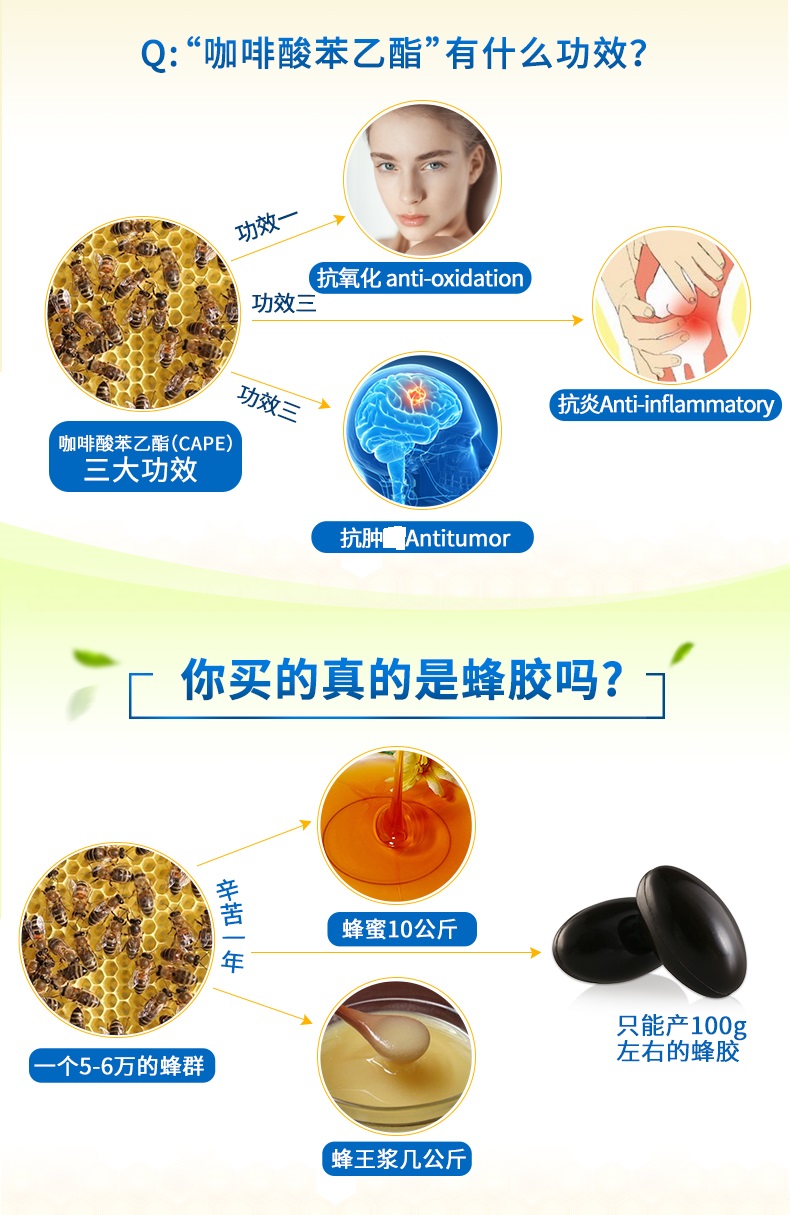 Q:“咖啡酸苯乙酯”有什么功效？
功效一
抗氧化 anti-oxidation
功效三
抗炎Anti-inflammatory
功效三
咖啡酸苯乙酯（CAPE）
三大功效
抗肿 Antitumor
你买的真的是蜂胶吗？
辛苦一年
蜂蜜10公斤
只能产100g
左右的蜂胶
一个5-6万的蜂群
蜂王浆几公斤